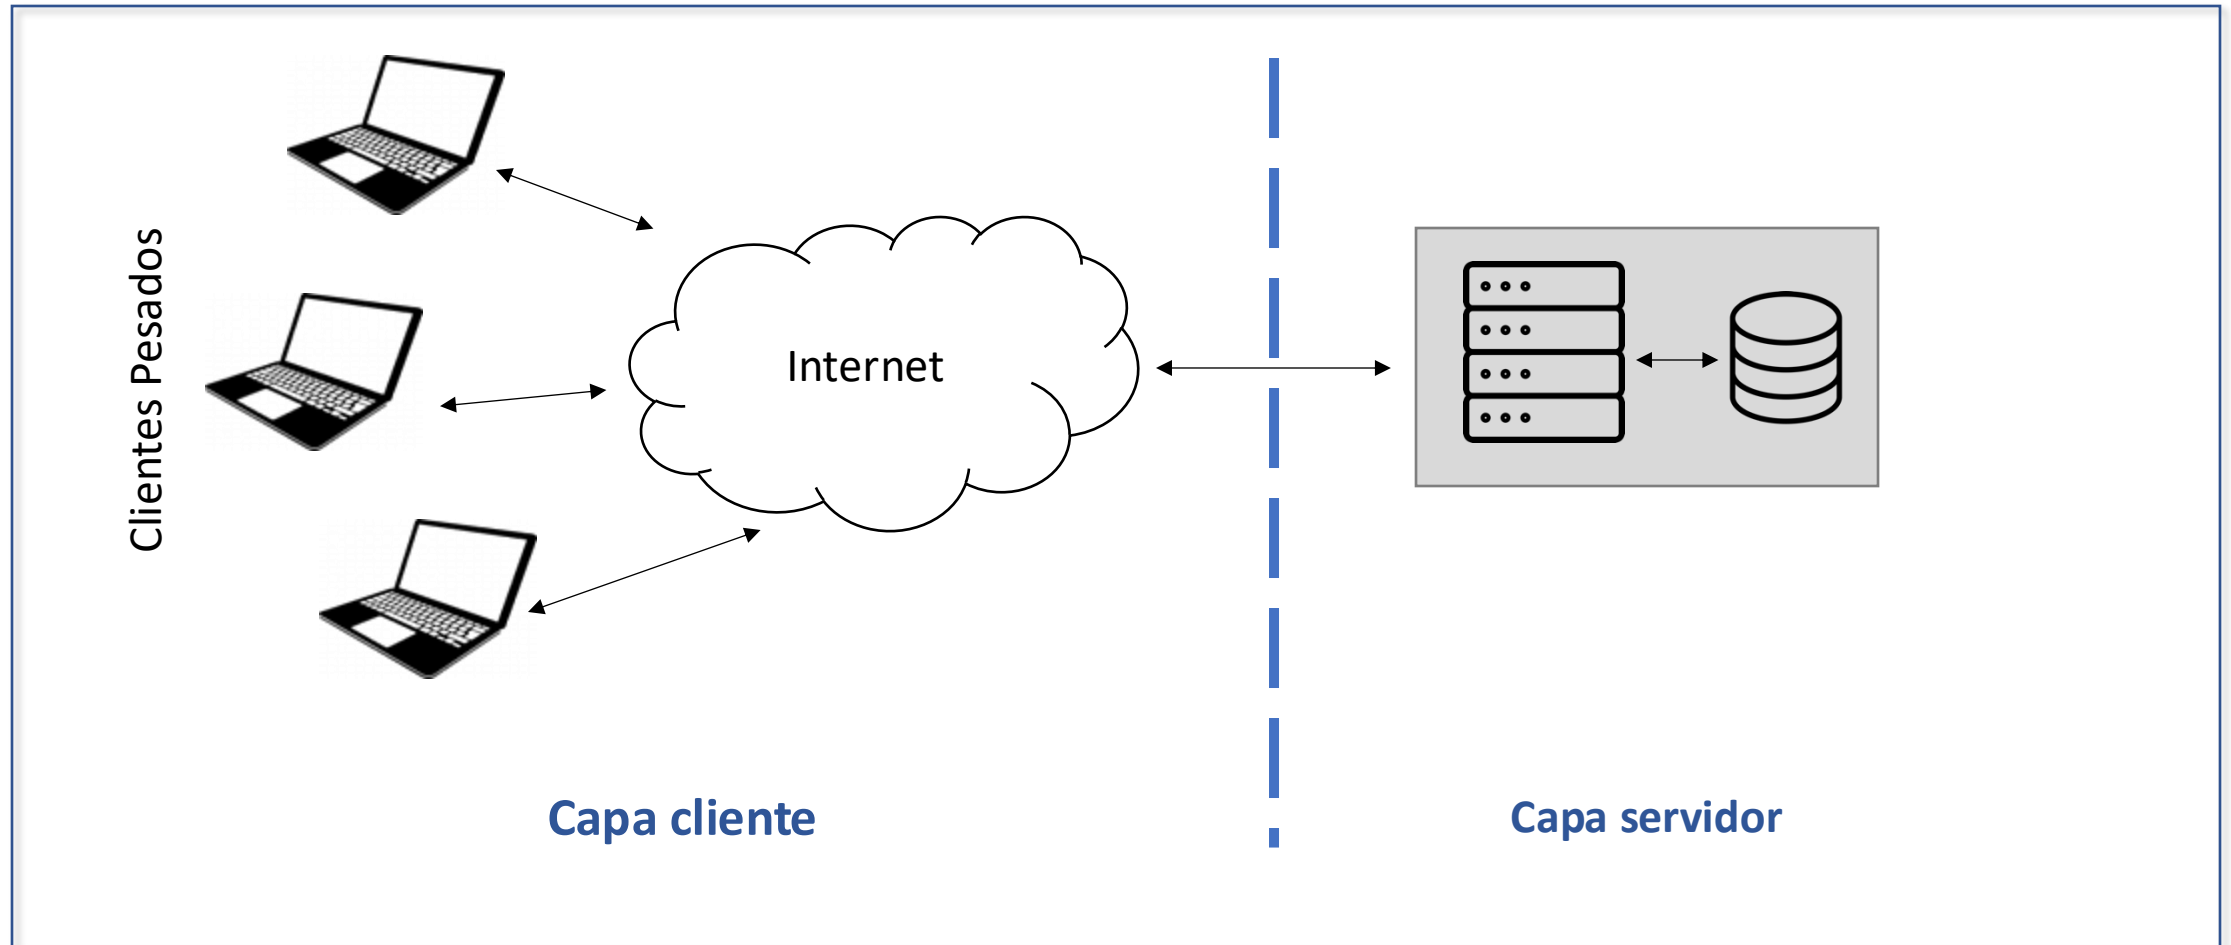 Clientes Pesados
Internet
Capa cliente
Capa servidor